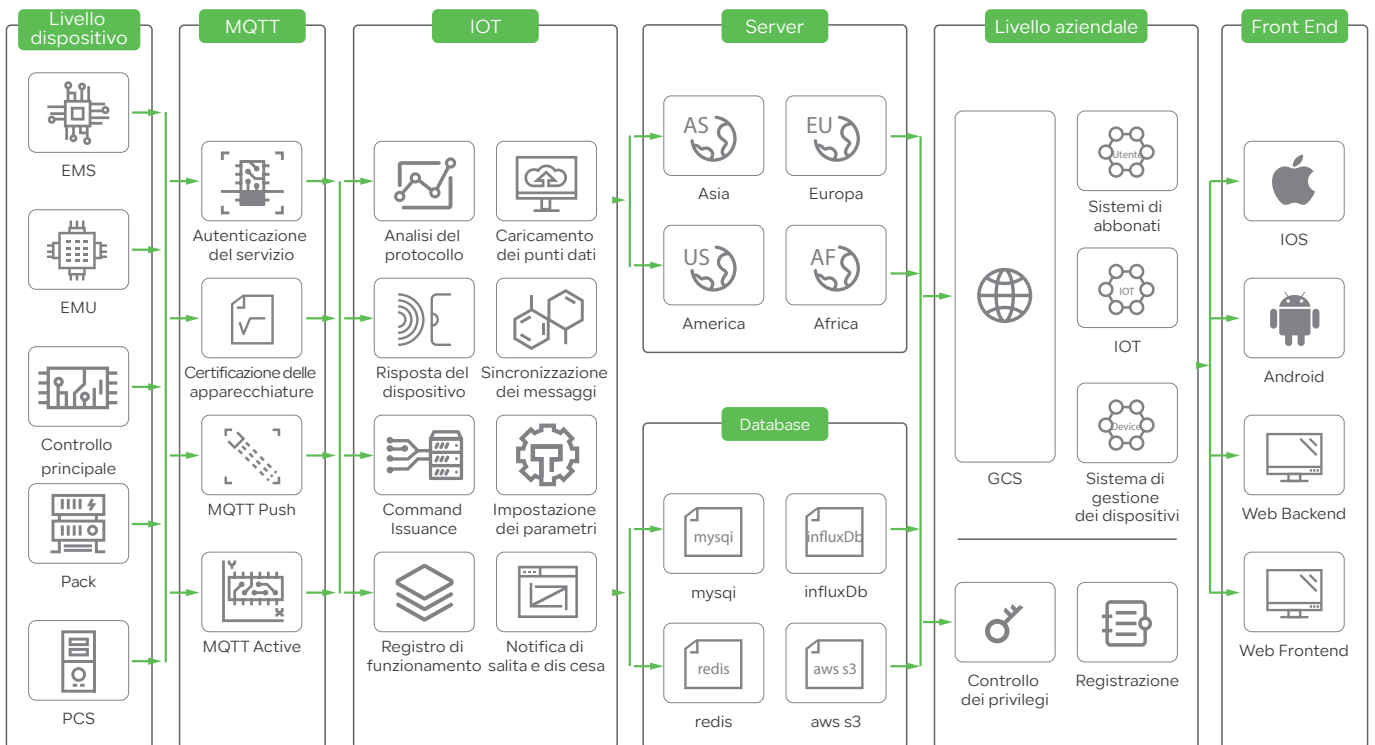 Livello
dispositivo
EMS
EMU
Controllo
principale
Pack
PCS
MQTT
Autenticazione
del servizio
Certificazione delle
apparecchiature
MQTT Push
MQTT Active
IOT
Analisi del
protocollo
Caricamento
dei punti dati
Risposta del
dispositivo
Sincronizzazione
dei messaggi
Command
Issuance
Impostazione
dei parametri
Registro di
funzionamento
Notifica di
salita e dis cesa
Server
AS
Asia
EU
Europa
US
America
AF
Africa
Database
mysqi
mysqi
influxDb
influxDb
redis
redis
aws s3
aws s3
Livello aziendale
GCS
Utente
Sistemi di
abbonati
IOT
IOT
Device
Sistema di
gestione
dei dispositivi
Controllo
dei privilegi
Registrazione
Front End
IOS
Android
Web Backend
Web Frontend